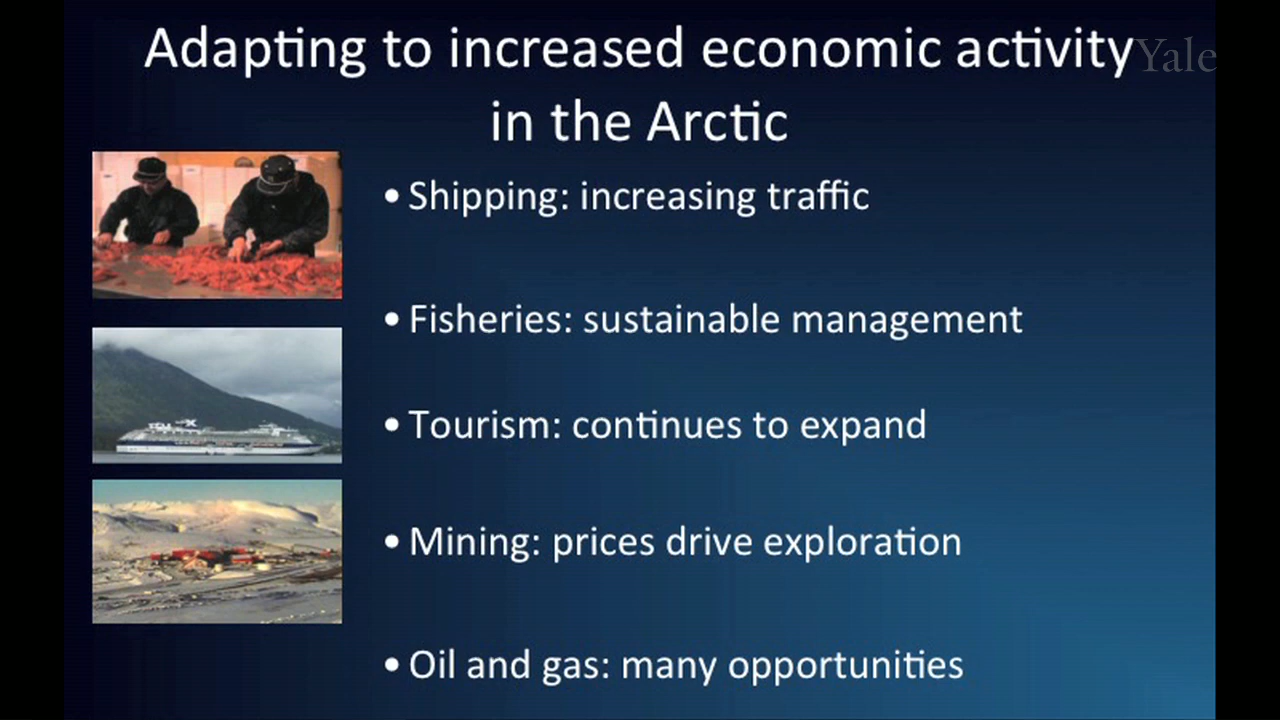 Adapting to increased economic activity
Yale
in the Arctic
• Shipping: increasing traffic
• Fisheries: sustainable management
• Tourism: continues to expand
• Mining: prices drive exploration
• Oil and gas: many opportunities